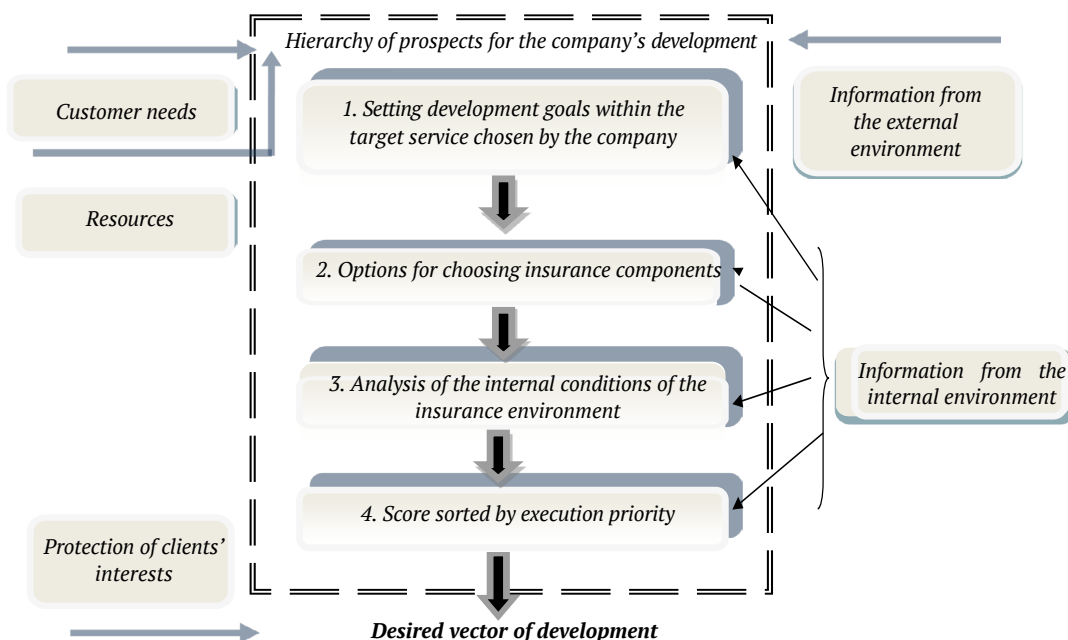 Hierarchy of prospects for the company's development
Customer needs
Resources
1. Setting development goals within the
target service chosen by the company
Information from
the external
environment
2. Options for choosing insurance components
3. Analysis of the internal conditions of the
insurance environment
Information from the
internal environment
4. Score sorted by execution priority
Protection of clients'
interests
Desired vector of development